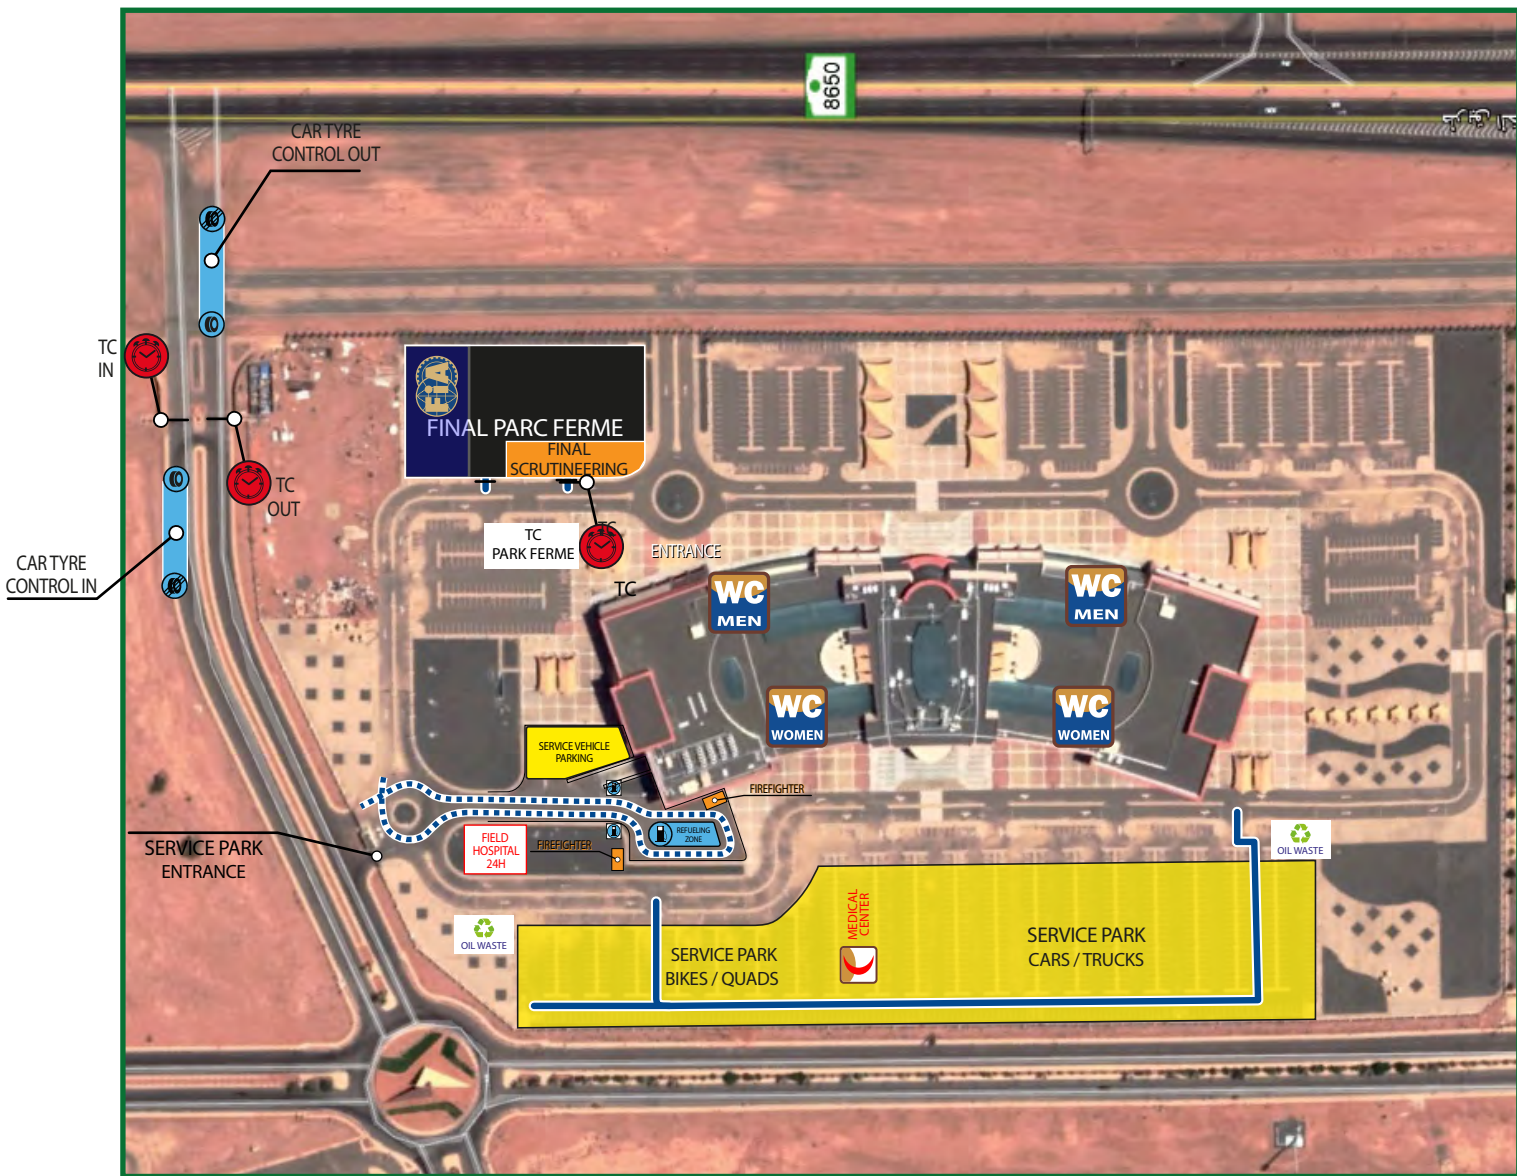 8650
CAR TYRE
CONTROL OUT
TC
IN
FiA
FINAL PARC FERME
FINAL
SCRUTINEERING
TC
OUT
TC
PARK FERME
TC
ENTRANCE
TC
CAR TYRE
CONTROL IN
WC
MEN
WC
MEN
WC
WOMEN
WC
WOMEN
SERVICE VEHICLE
PARKING
FIREFIGHTER
REFUELING
ZONE
FIELD
HOSPITAL
24H
FIREFIGHTER
SERVICE PARK
ENTRANCE
OIL WASTE
OIL WASTE
MEDICAL
CENTER
SERVICE PARK
BIKES / QUADS
SERVICE PARK
CARS / TRUCKS